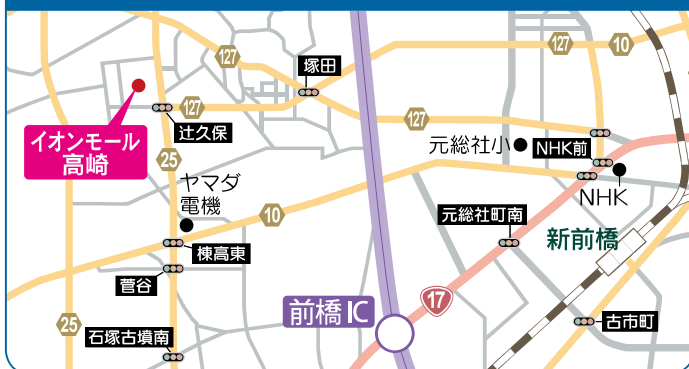 127
10
127
塚田
127
辻久保
イオンモール
高崎
127
元総社小
NHK前
25
ヤマダ
電機
NHK
10
元総社町南
新前橋
棟高東
菅谷
17
前橋IC
25
石塚古墳南
古市町